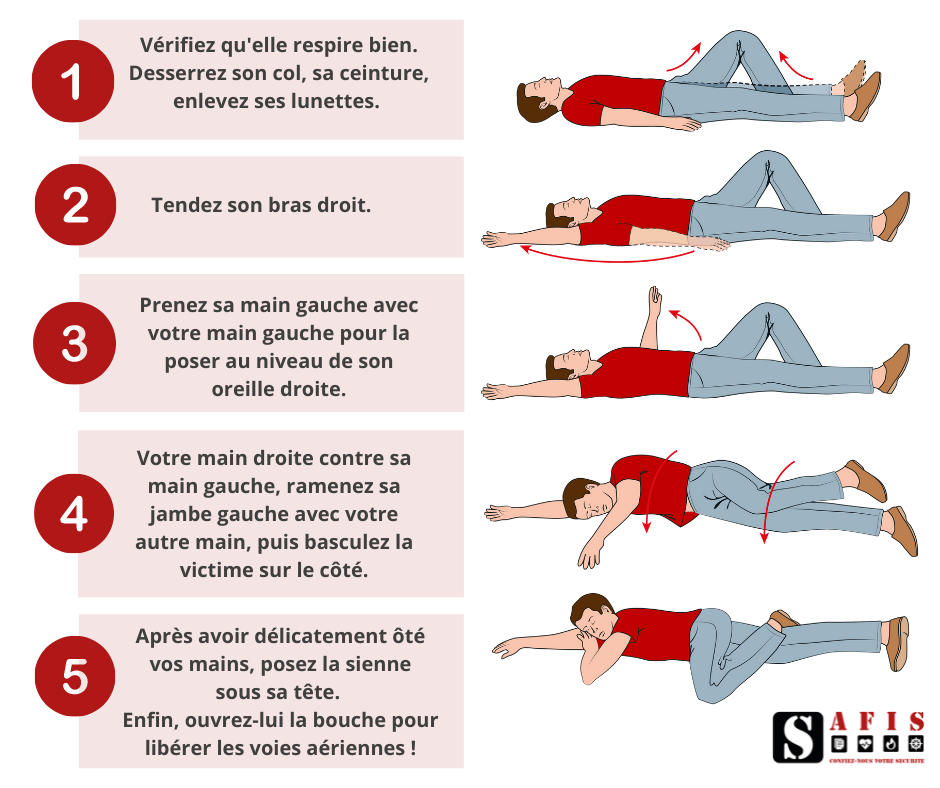 1
Vérifiez qu'elle respire bien.
Desserrez son col, sa ceinture,
enlevez ses lunettes.
2
Tendez son bras droit.
3
Prenez sa main gauche avec
votre main gauche pour la
poser au niveau de son
oreille droite.
4
Votre main droite contre sa
main gauche, ramenez sa
jambe gauche avec votre
autre main, puis basculez la
victime sur le côté.
5
Après avoir délicatement ôté
vos mains, posez la sienne
sous sa tête.
Enfin, ouvrez-lui la bouche pour
libérer les voies aériennes !
S AFIS
CONFIEZ-NOUS VOTRE SECURITE